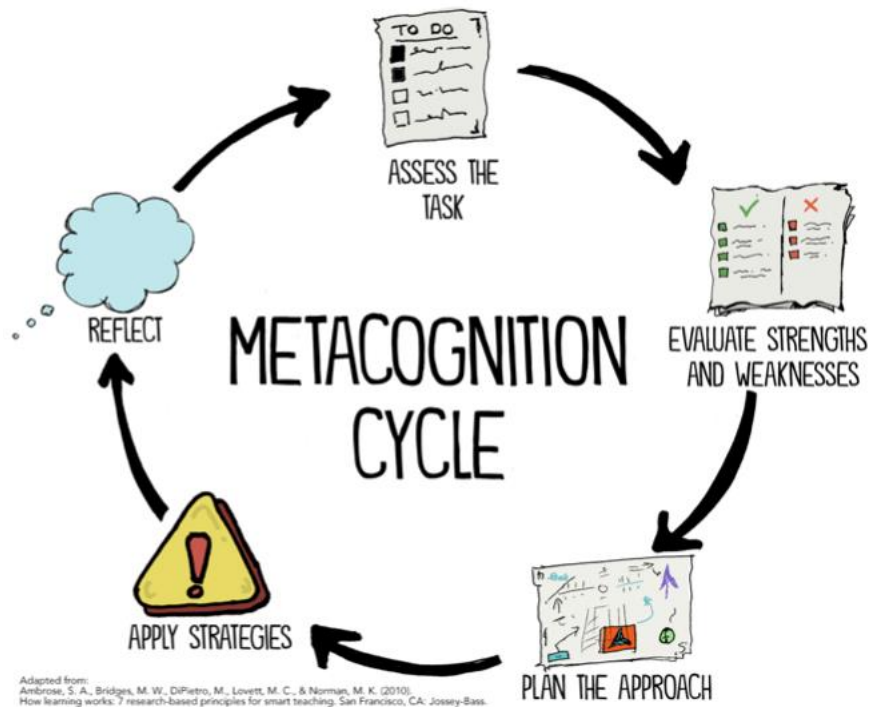 TO DO
ASSESS THE
TASK
EVALUATE STRENGTHS
AND WEAKNESSES
PLAN THE APPROACH
APPLY STRATEGIES
REFLECT
METACOGNITION
CYCLE
Adapted from:
Ambrose, S. A., Bridges, M. W., DiPietro, M., Lovett, M. C., & Norman, M. K. (2010).
How learning works: 7 research-based principles for smart teaching. San Francisco, CA: Jossey-Bass.